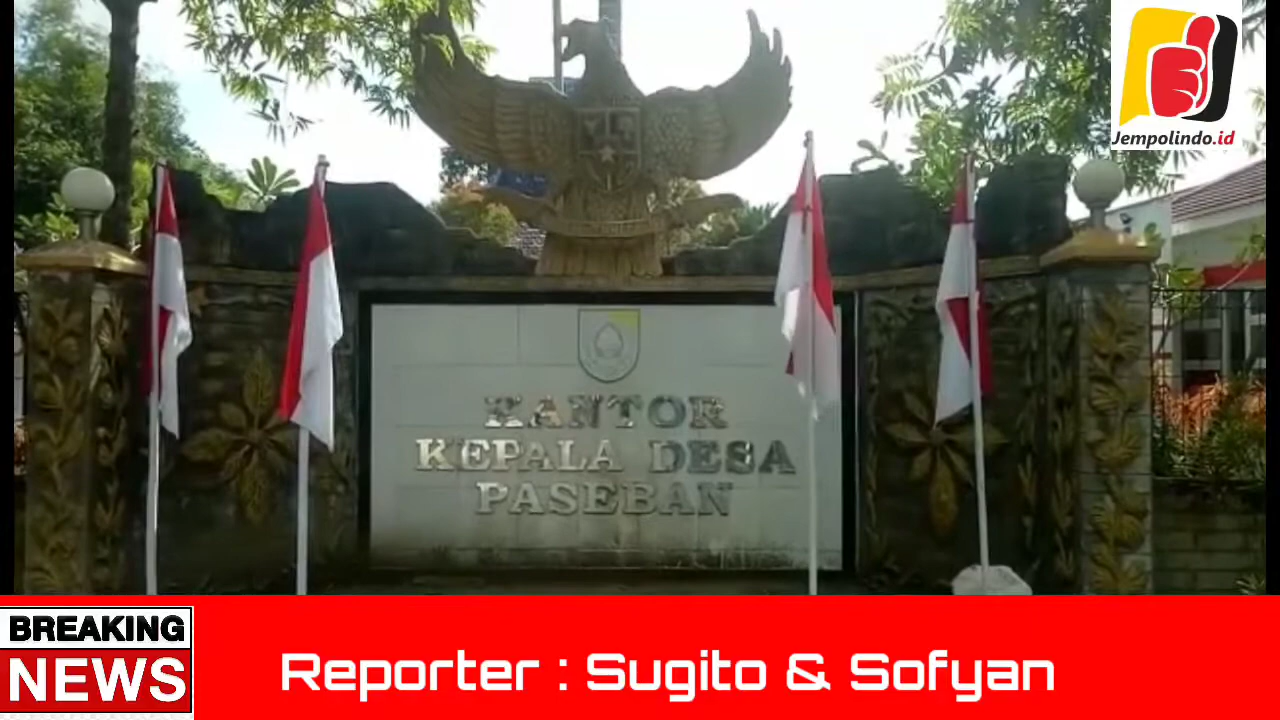 Jempolindo.id
KANTOR
KEPALA DESA
PASEBAN
BREAKING
NEWS
Reporter : Sugito & Sofyan